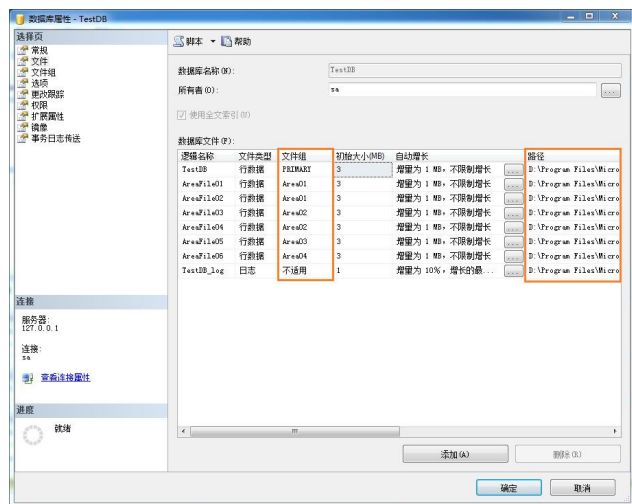 数据库属性 - TestDB
选择页
常规
文件
文件组
选项
更改跟踪
权限
扩展属性
镜像
事务日志传送
脚本 帮助
数据库名称(N): TestDB
所有者(O): sa
使用全文索引(U)
数据库文件(F):
逻辑名称 文件类型 文件组 初始大小(MB) 自动增长 路径
TestDB 行数据 PRIMARY 3 增量为 1 MB，不限制增长 ... D:\Program Files\Micro
AreaFile01 行数据 Area01 3 增量为 1 MB，不限制增长 ... D:\Program Files\Micro
AreaFile02 行数据 Area01 3 增量为 1 MB，不限制增长 ... D:\Program Files\Micro
AreaFile03 行数据 Area02 3 增量为 1 MB，不限制增长 ... D:\Program Files\Micro
AreaFile04 行数据 Area02 3 增量为 1 MB，不限制增长 ... D:\Program Files\Micro
AreaFile05 行数据 Area03 3 增量为 1 MB，不限制增长 ... D:\Program Files\Micro
AreaFile06 行数据 Area04 3 增量为 1 MB，不限制增长 ... D:\Program Files\Micro
TestDB_log 日志 不适用 1 增量为 10%，增长的最... ... D:\Program Files\Micro
连接
服务器:
127.0.0.1
连接:
sa
查看连接属性
进度
就绪
添加(A) 删除(R)
确定 取消